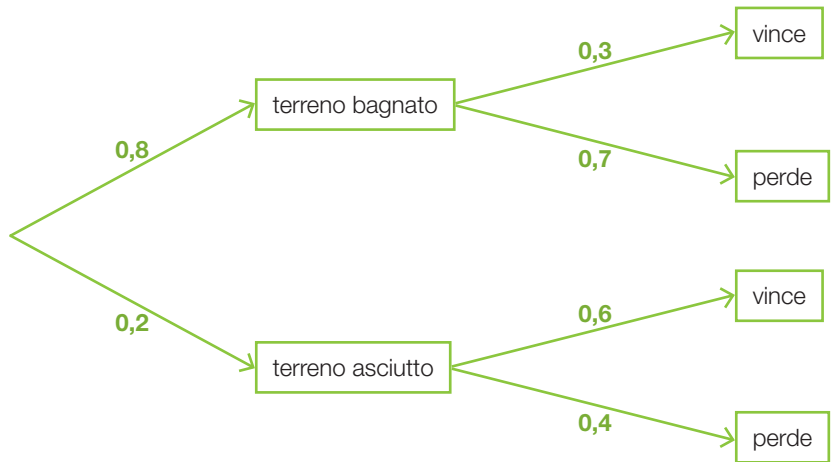 vince
0,3
terreno bagnato
0,8
0,7
perde
vince
0,2
0,6
terreno asciutto
0,4
perde